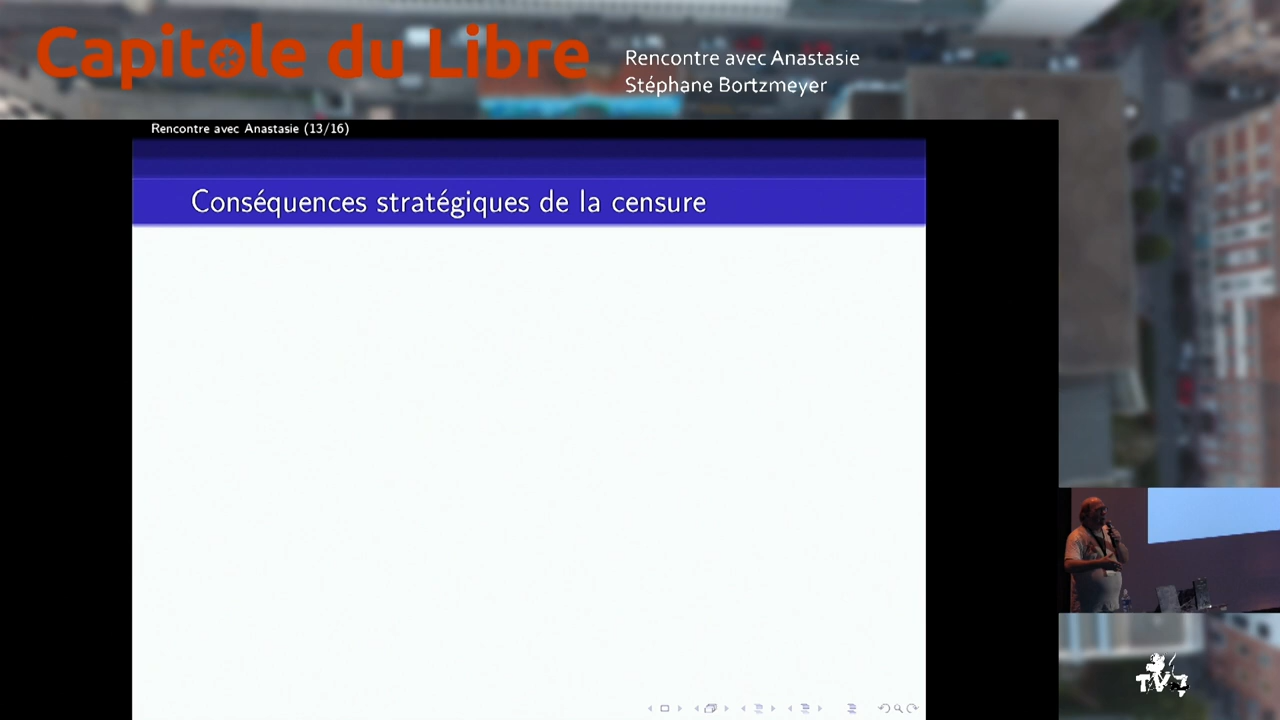 Capitole du Libre
Rencontre avec Anastasie
Stéphane Bortzmeyer
Rencontre avec Anastasie (13/16)
Conséquences stratégiques de la censure